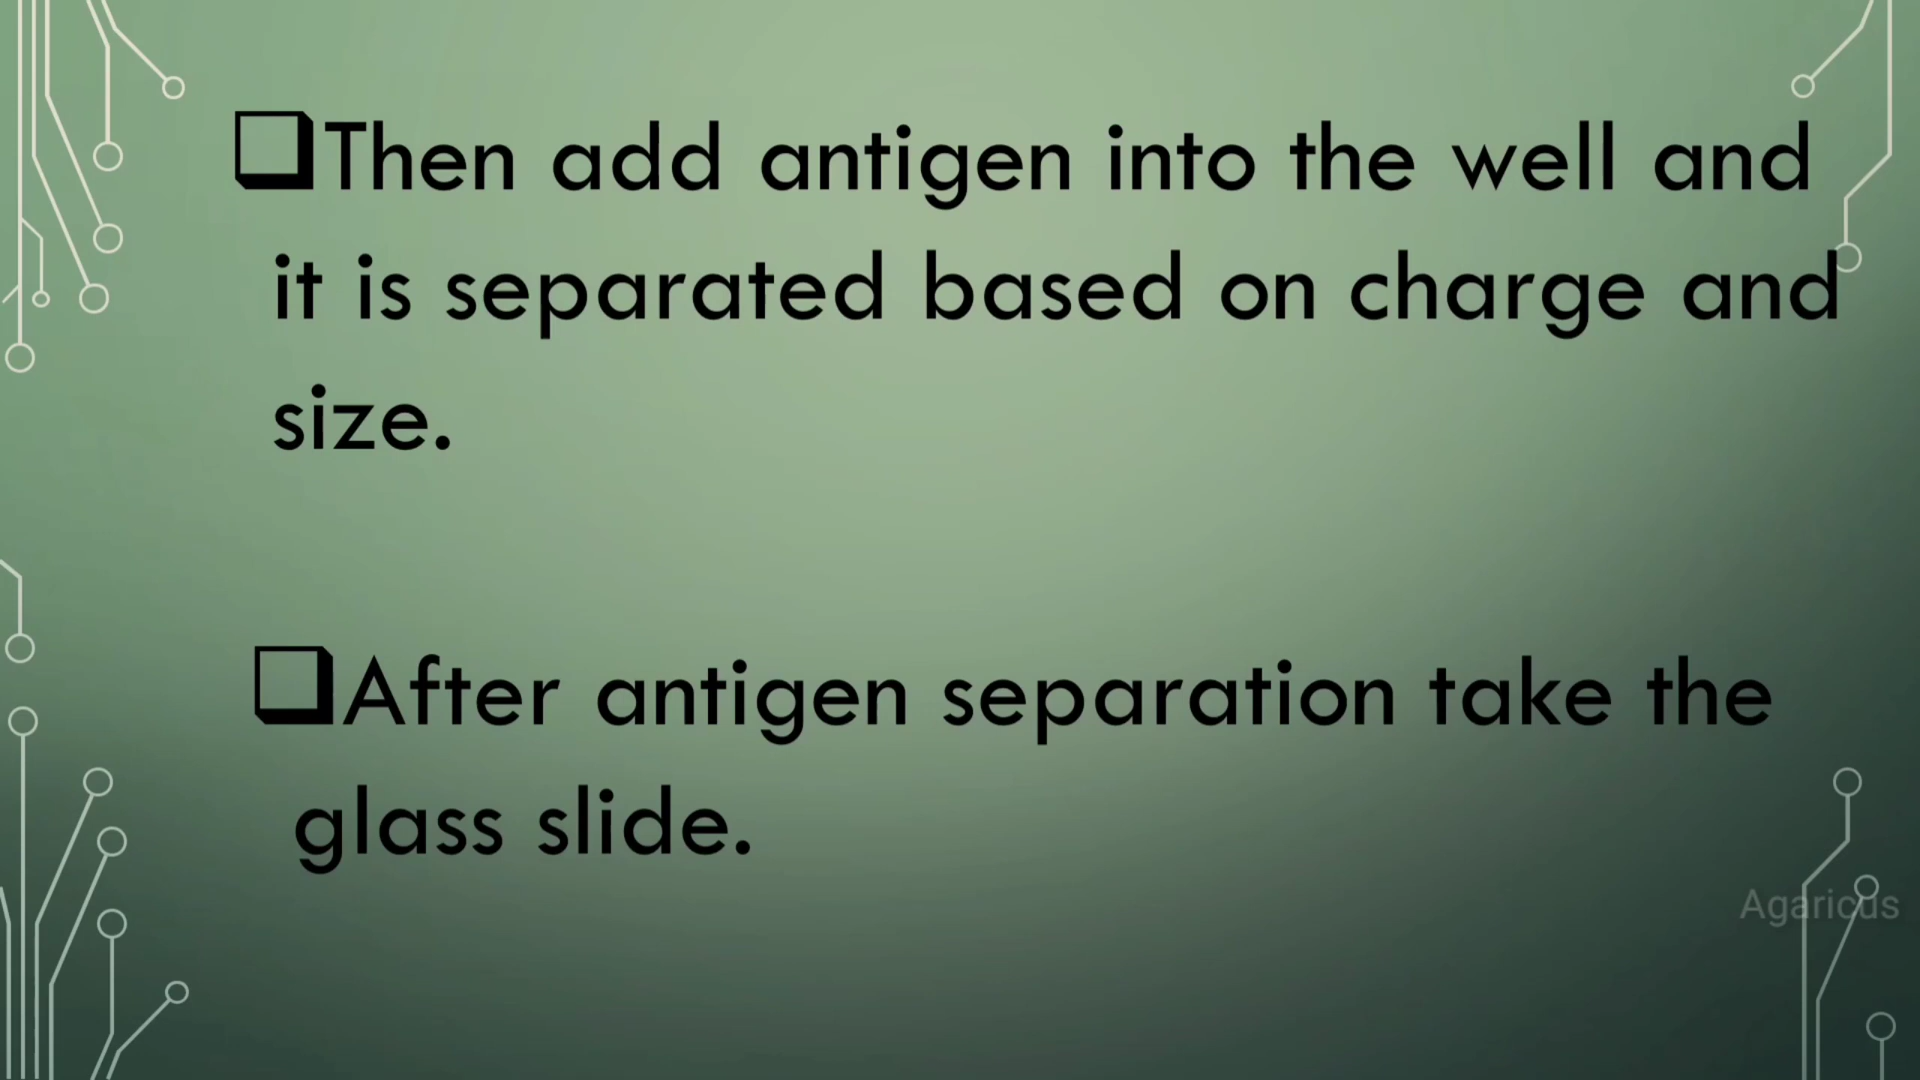 ❑Then add antigen into the well and
it is separated based on charge and
size.
❑After antigen separation take the
glass slide.
Agaricus